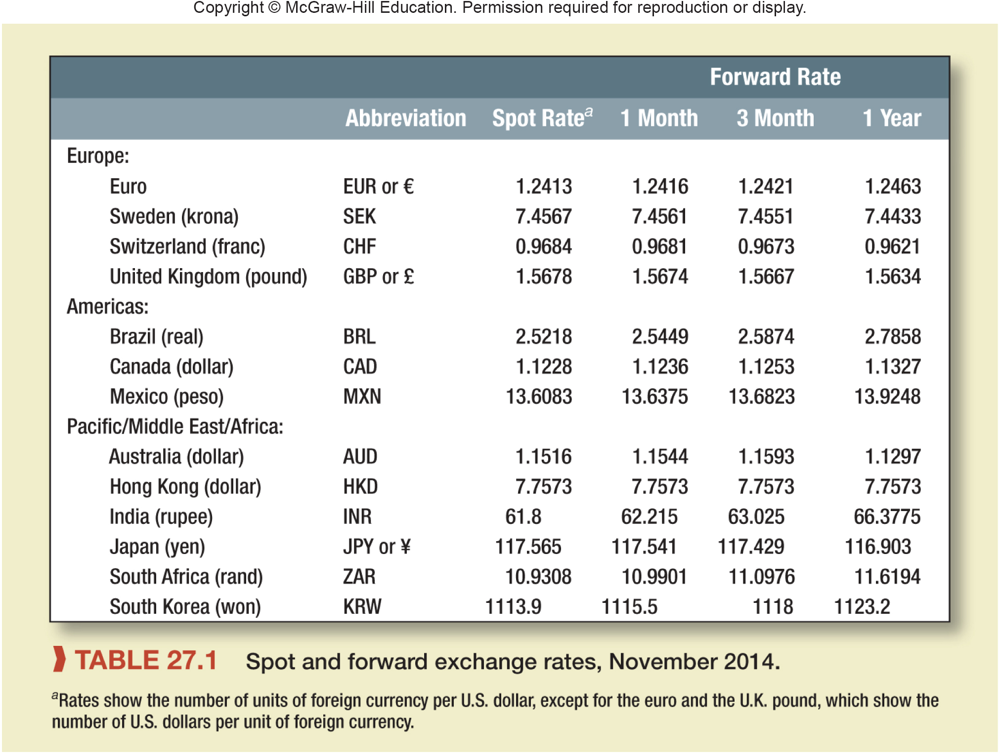 Copyright © McGraw-Hill Education. Permission required for reproduction or display.
Forward Rate
Abbreviation Spot Rateª 1 Month 3 Month 1 Year
Europe:
Euro EUR or € 1.2413 1.2416 1.2421 1.2463
Sweden (krona) SEK 7.4567 7.4561 7.4551 7.4433
Switzerland (franc) CHF 0.9684 0.9681 0.9673 0.9621
United Kingdom (pound) GBP or £ 1.5678 1.5674 1.5667 1.5634
Americas:
Brazil (real) BRL 2.5218 2.5449 2.5874 2.7858
Canada (dollar) CAD 1.1228 1.1236 1.1253 1.1327
Mexico (peso) MXN 13.6083 13.6375 13.6823 13.9248
Pacific/Middle East/Africa:
Australia (dollar) AUD 1.1516 1.1544 1.1593 1.1297
Hong Kong (dollar) HKD 7.7573 7.7573 7.7573 7.7573
India (rupee) INR 61.8 62.215 63.025 66.3775
Japan (yen) JPY or ¥ 117.565 117.541 117.429 116.903
South Africa (rand) ZAR 10.9308 10.9901 11.0976 11.6194
South Korea (won) KRW 1113.9 1115.5 1118 1123.2
TABLE 27.1 Spot and forward exchange rates, November 2014.
ªRates show the number of units of foreign currency per U.S. dollar, except for the euro and the U.K. pound, which show the
number of U.S. dollars per unit of foreign currency.